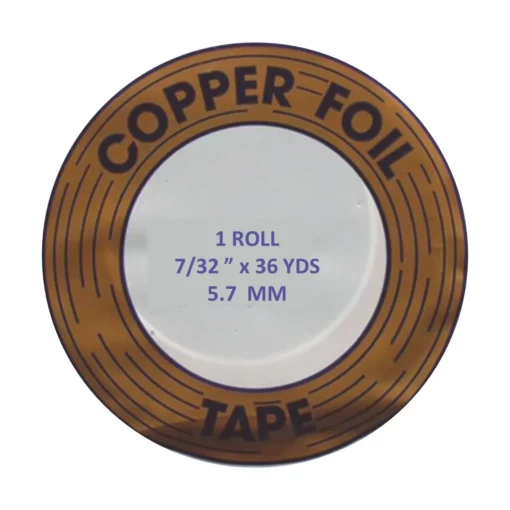 COPPER FOIL
1 ROLL
7/32 ” x 36 YDS
5.7 MM
TAPE